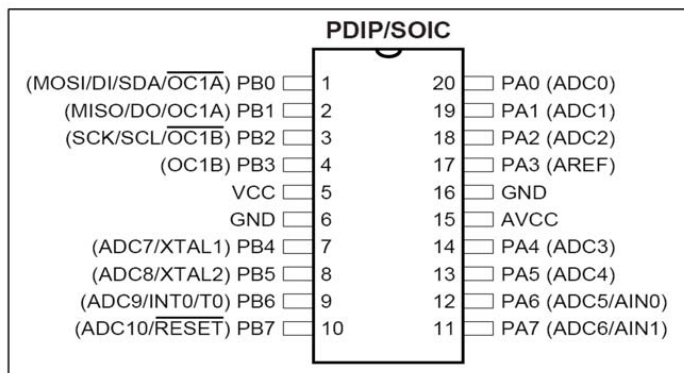 PDIP/SOIC
(MOSI/DI/SDA/OC1A) PB0 1 20 PA0 (ADC0)
(MISO/DO/OC1A) PB1 2 19 PA1 (ADC1)
(SCK/SCL/OC1B) PB2 3 18 PA2 (ADC2)
(OC1B) PB3 4 17 PA3 (AREF)
VCC 5 16 GND
GND 6 15 AVCC
(ADC7/XTAL1) PB4 7 14 PA4 (ADC3)
(ADC8/XTAL2) PB5 8 13 PA5 (ADC4)
(ADC9/INT0/T0) PB6 9 12 PA6 (ADC5/AIN0)
(ADC10/RESET) PB7 10 11 PA7 (ADC6/AIN1)